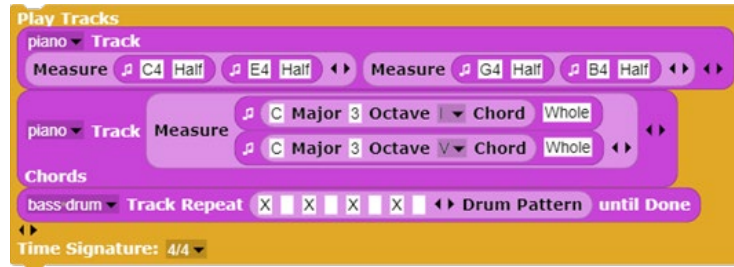 Play Tracks
piano Track
Measure C4 Half E4 Half Measure G4 Half B4 Half
C Major 3 Octave I Chord Whole
piano Track Measure
C Major 3 Octave V Chord Whole
Chords
bass drum Track Repeat X X X X Drum Pattern until Done
Time Signature: 4/4